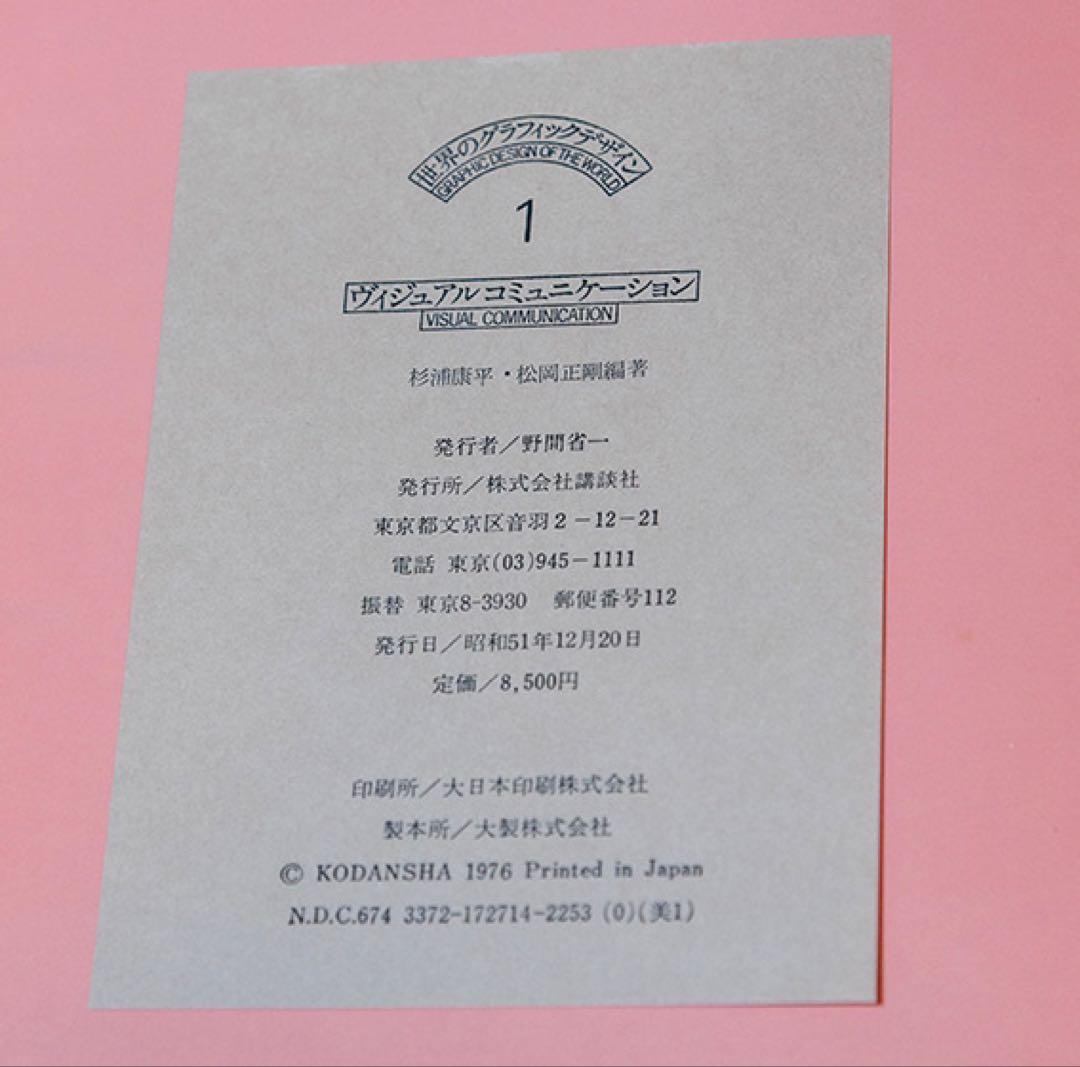 世界のグラフィックデザイン
GRAPHIC DESIGN OF THE WORLD
1
ヴィジュアル コミュニケーション
VISUAL COMMUNICATION
杉浦康平・松岡正剛編著
発行者／野間省一
発行所／株式会社講談社
東京都文京区音羽2－12－21
電話 東京(03)945－1111
振替 東京8-3930 郵便番号112
発行日／昭和51年12月20日
定価／8,500円
印刷所／大日本印刷株式会社
製本所／大製株式会社
© KODANSHA 1976 Printed in Japan
N.D.C.674 3372-172714-2253 (0)(美1)